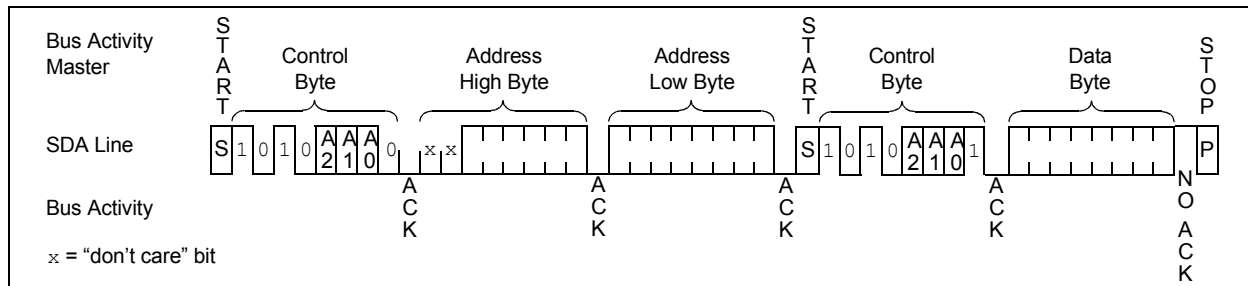 Bus Activity
Master
START
Control
Byte
Address
High Byte
Address
Low Byte
START
Control
Byte
Data
Byte
STOP
SDA Line
S 1 0 1 0 A2 A1 A0 0 x x S 1 0 1 0 A2 A1 A0 1 P
Bus Activity
ACK
ACK
ACK
ACK
NO ACK
x = “don’t care” bit